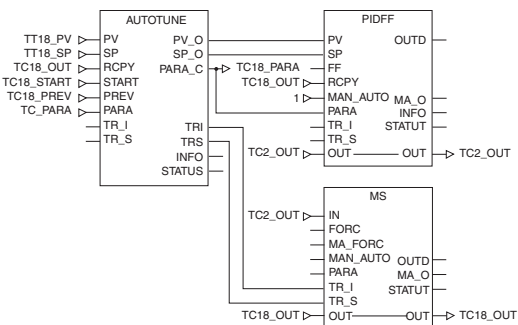 AUTOTUNE
TT18_PV PV PV_O
TT18_SP SP SP_O
TC18_OUT RCPY PARA_C TC18_PARA
TC18_START START
TC18_PREV PREV
TC_PARA PARA
TR_I TRI
TR_S TRS
INFO
STATUS
PIDFF
PV OUTD
SP
FF
TC18_OUT RCPY
1 MAN_AUTO MA_O
PARA INFO
TR_I STATUT
TR_S
TC2_OUT OUT OUT TC2_OUT
MS
TC2_OUT IN
FORC
MA_FORC
MAN_AUTO OUTD
PARA MA_O
TR_I STATUT
TR_S
TC18_OUT OUT OUT TC18_OUT